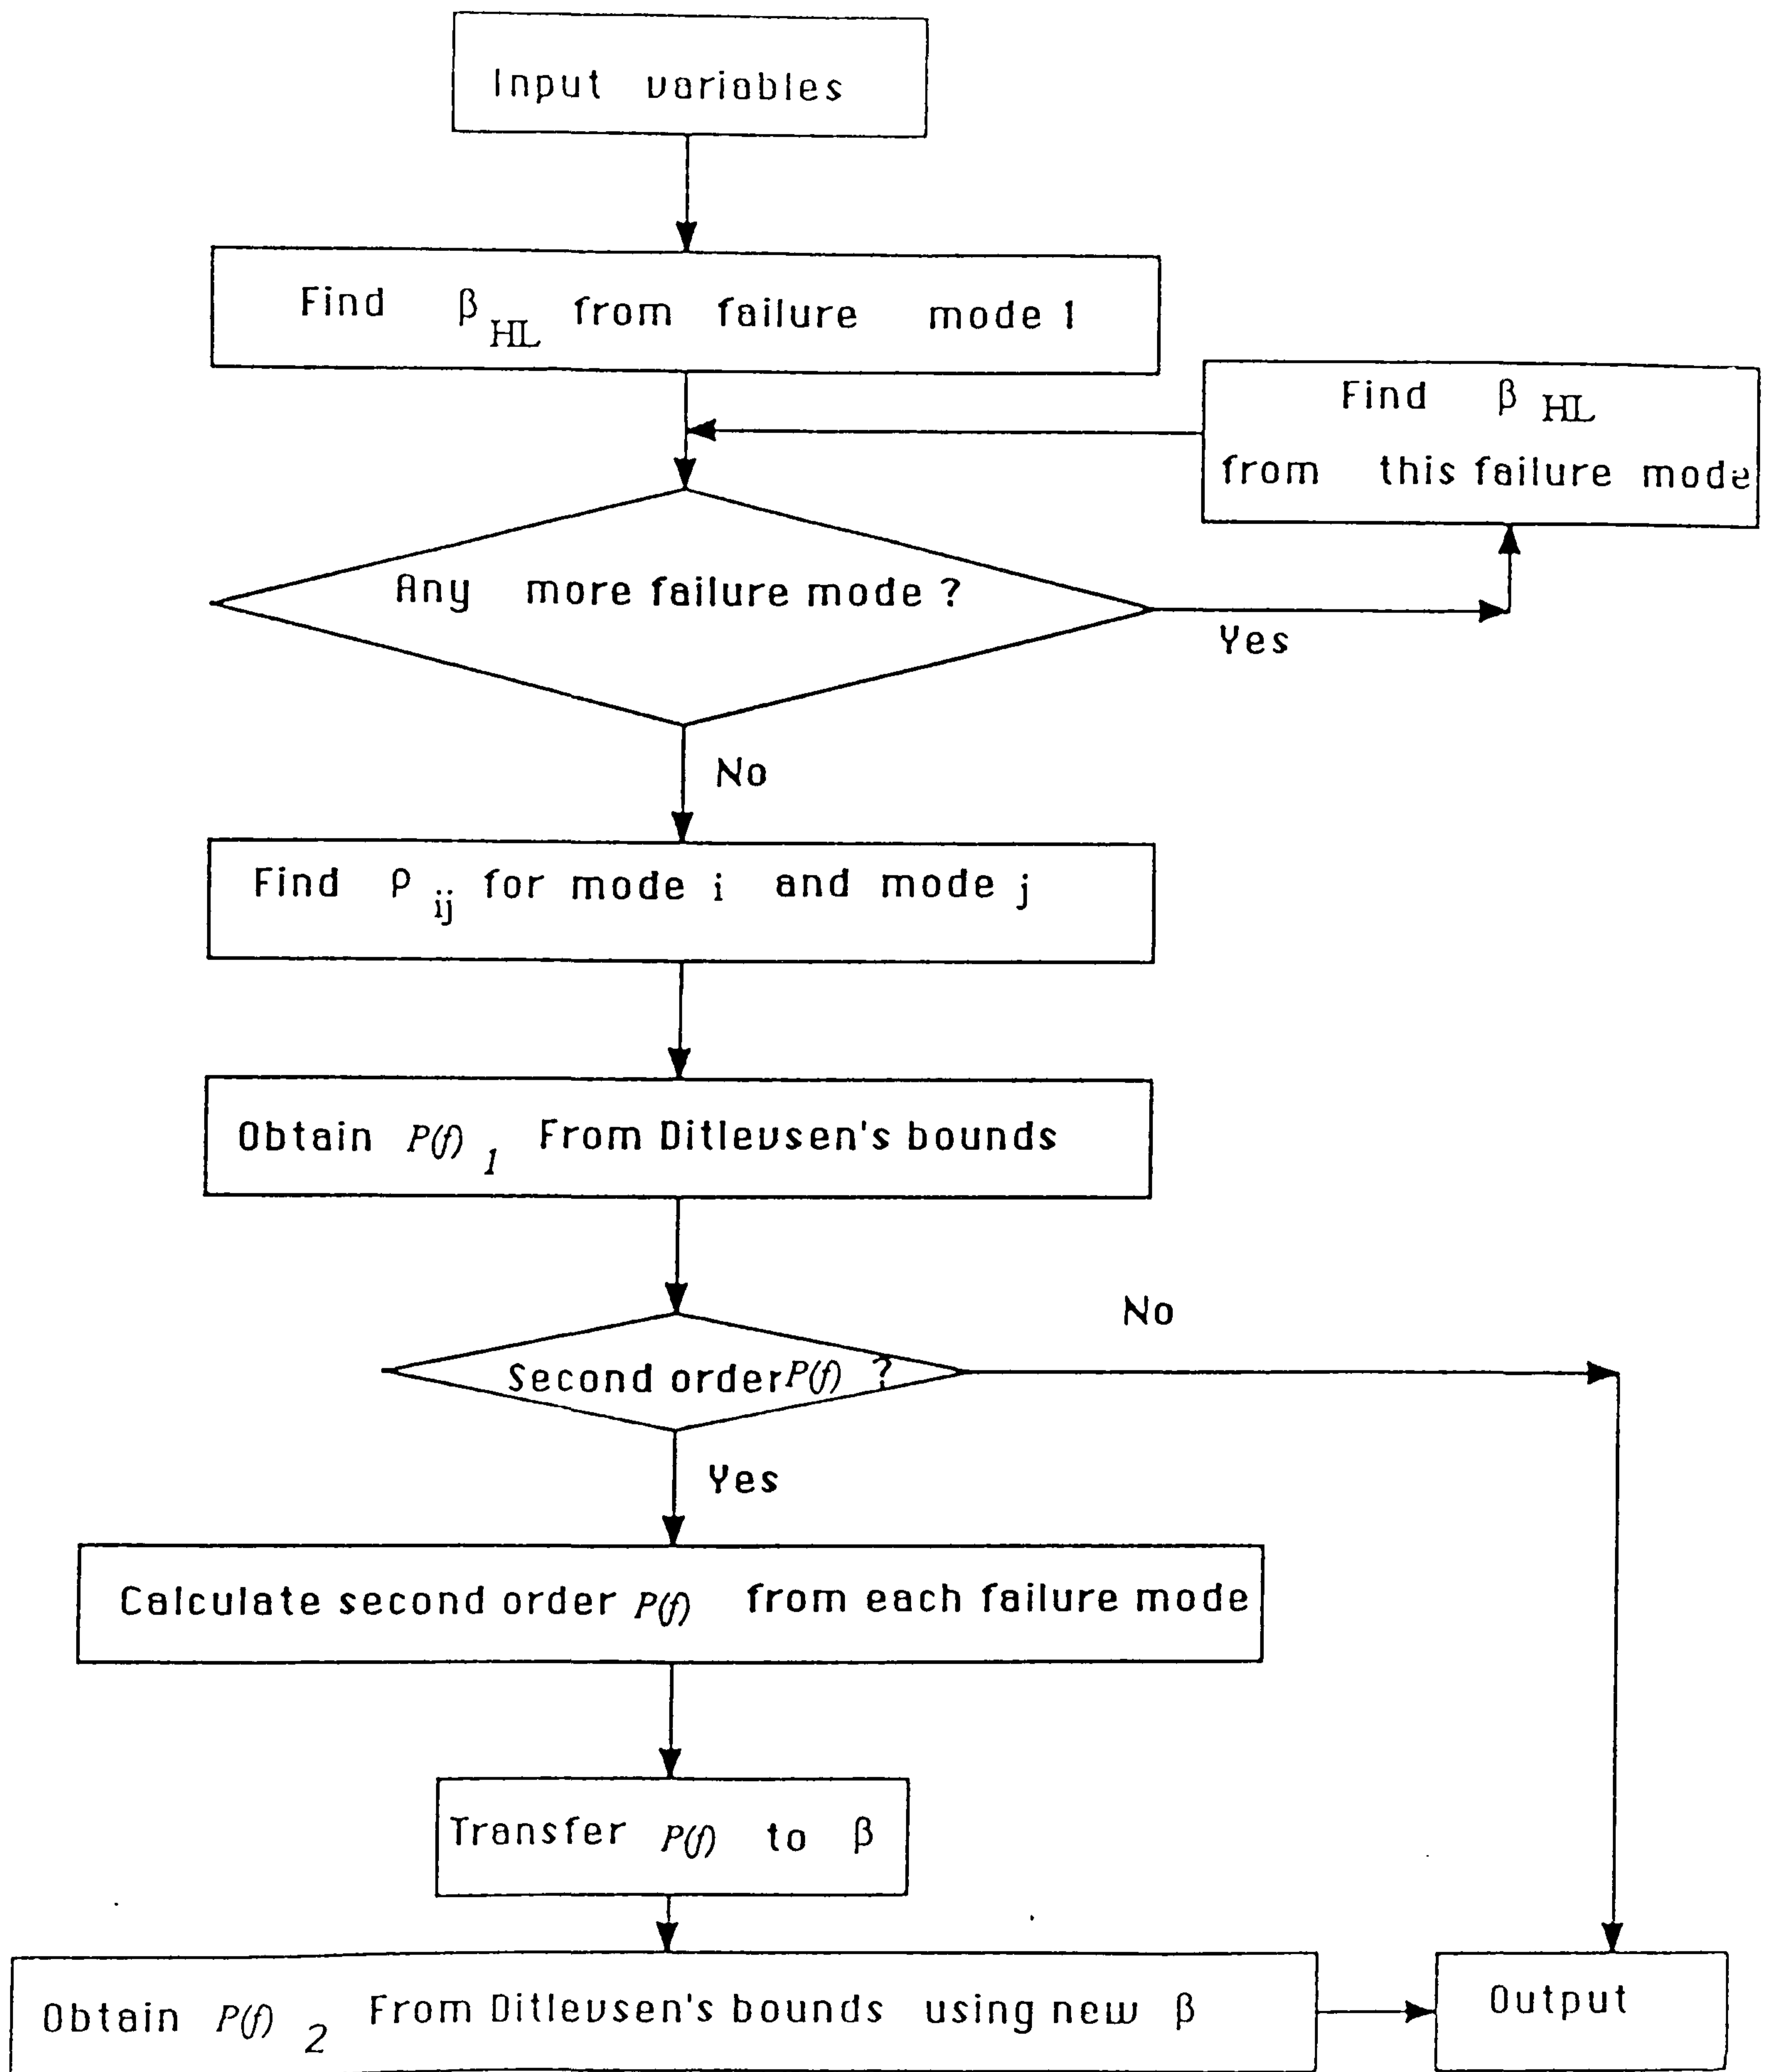 Input variables
Find β HL from failure mode 1
Find β HL
from this failure mode
Any more failure mode ?
Yes
No
Find ρ ij for mode i and mode j
Obtain P(f) 1 From Ditlevsen's bounds
No
Second order P(f) ?
Yes
Calculate second order P(f) from each failure mode
Transfer P(f) to β
Obtain P(f) 2 From Ditlevsen's bounds using new β
Output